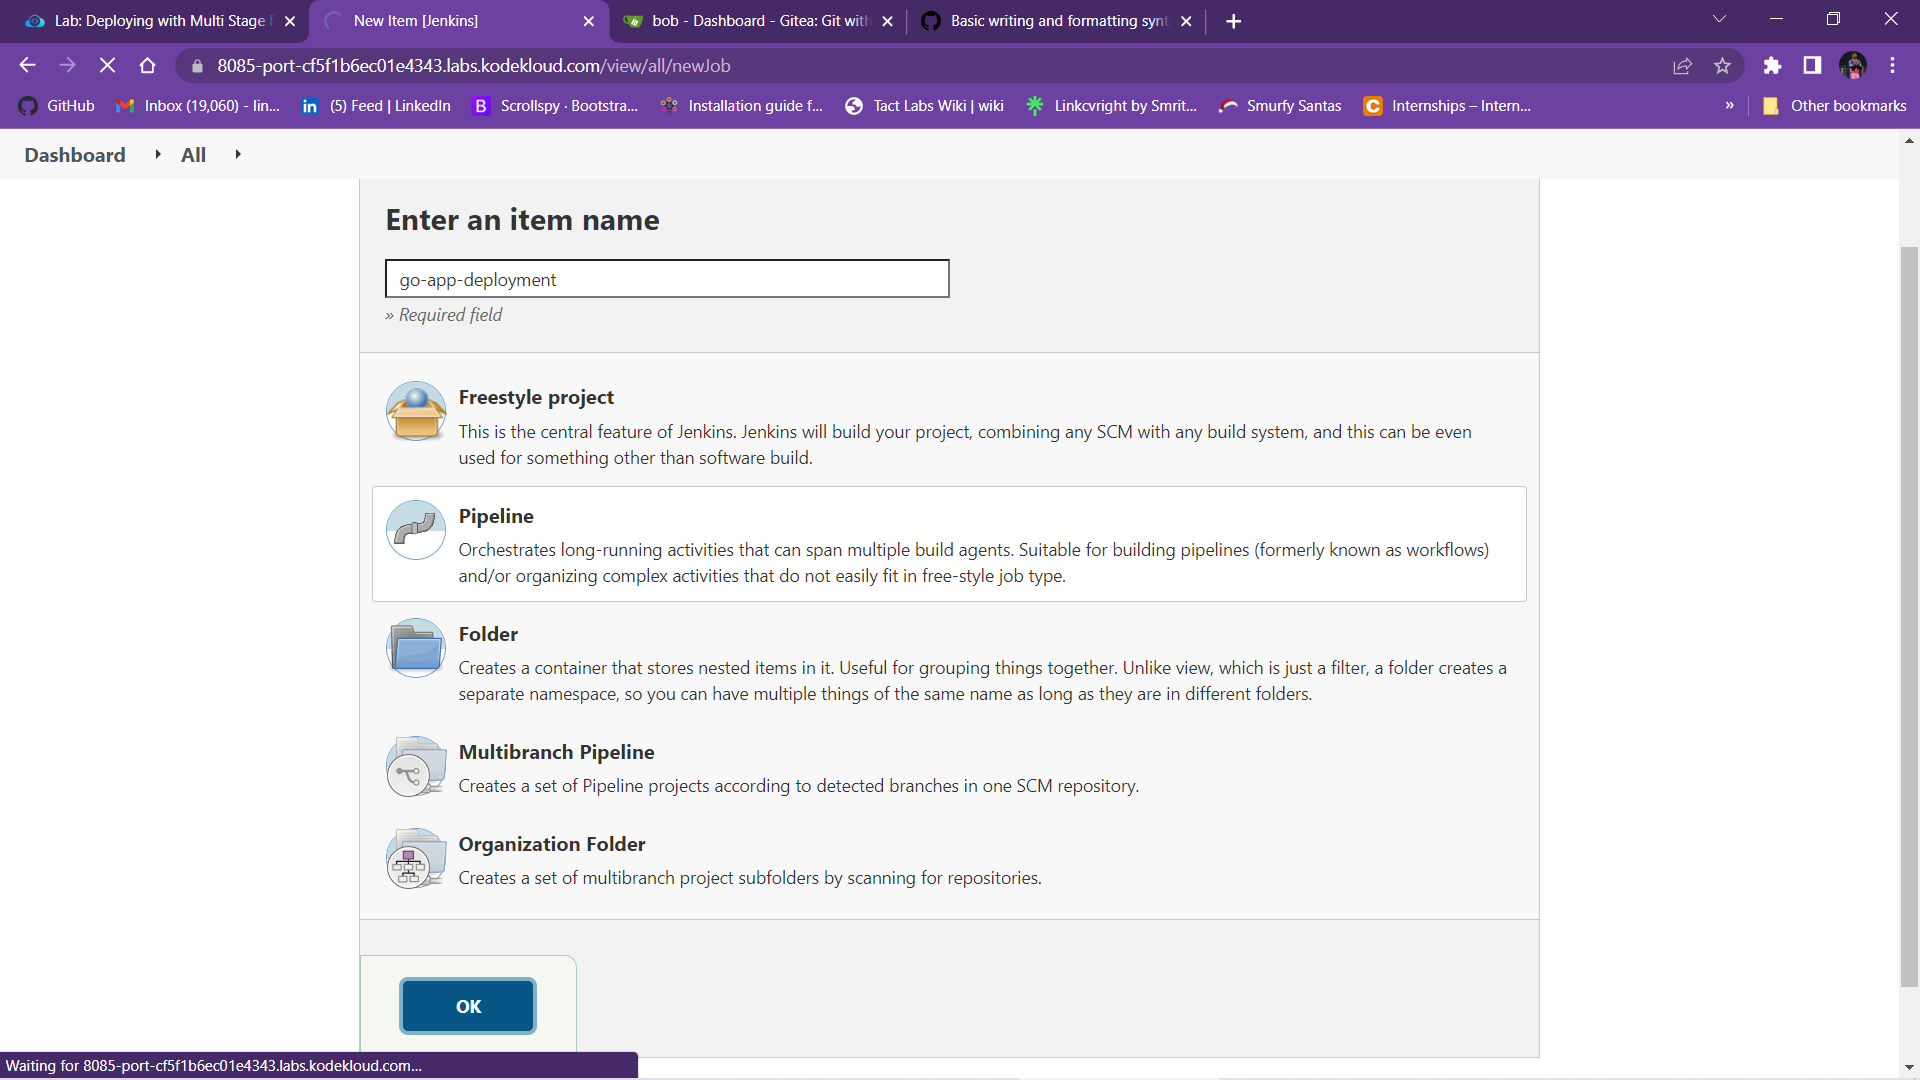 Lab: Deploying with Multi Stage
New Item [Jenkins]
bob - Dashboard - Gitea: Git with
Basic writing and formatting synt
8085-port-cf5f1b6ec01e4343.labs.kodekloud.com/view/all/newJob
GitHub
Inbox (19,060) - lin...
(5) Feed | LinkedIn
Scrollspy · Bootstra...
Installation guide f...
Tact Labs Wiki | wiki
Linkcvright by Smrit...
Smurfy Santas
Internships – Intern...
»
Other bookmarks
Dashboard
All
Enter an item name
go-app-deployment
» Required field
Freestyle project
This is the central feature of Jenkins. Jenkins will build your project, combining any SCM with any build system, and this can be even
used for something other than software build.
Pipeline
Orchestrates long-running activities that can span multiple build agents. Suitable for building pipelines (formerly known as workflows)
and/or organizing complex activities that do not easily fit in free-style job type.
Folder
Creates a container that stores nested items in it. Useful for grouping things together. Unlike view, which is just a filter, a folder creates a
separate namespace, so you can have multiple things of the same name as long as they are in different folders.
Multibranch Pipeline
Creates a set of Pipeline projects according to detected branches in one SCM repository.
Organization Folder
Creates a set of multibranch project subfolders by scanning for repositories.
OK
Waiting for 8085-port-cf5f1b6ec01e4343.labs.kodekloud.com...